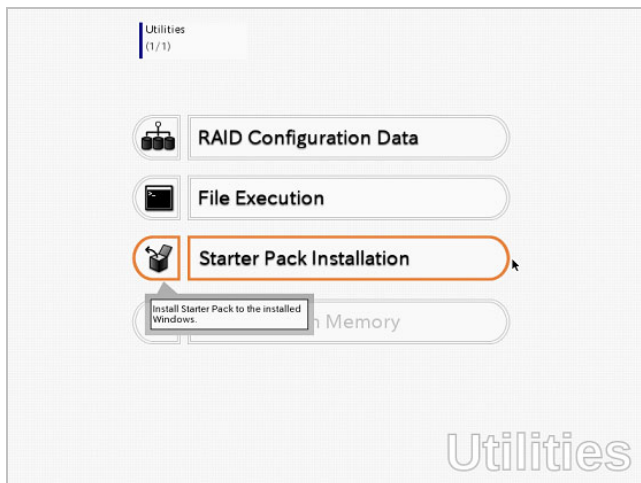 Utilities
(1/1)
RAID Configuration Data
File Execution
Starter Pack Installation
Install Starter Pack to the installed
Windows.
Memory
Utilities